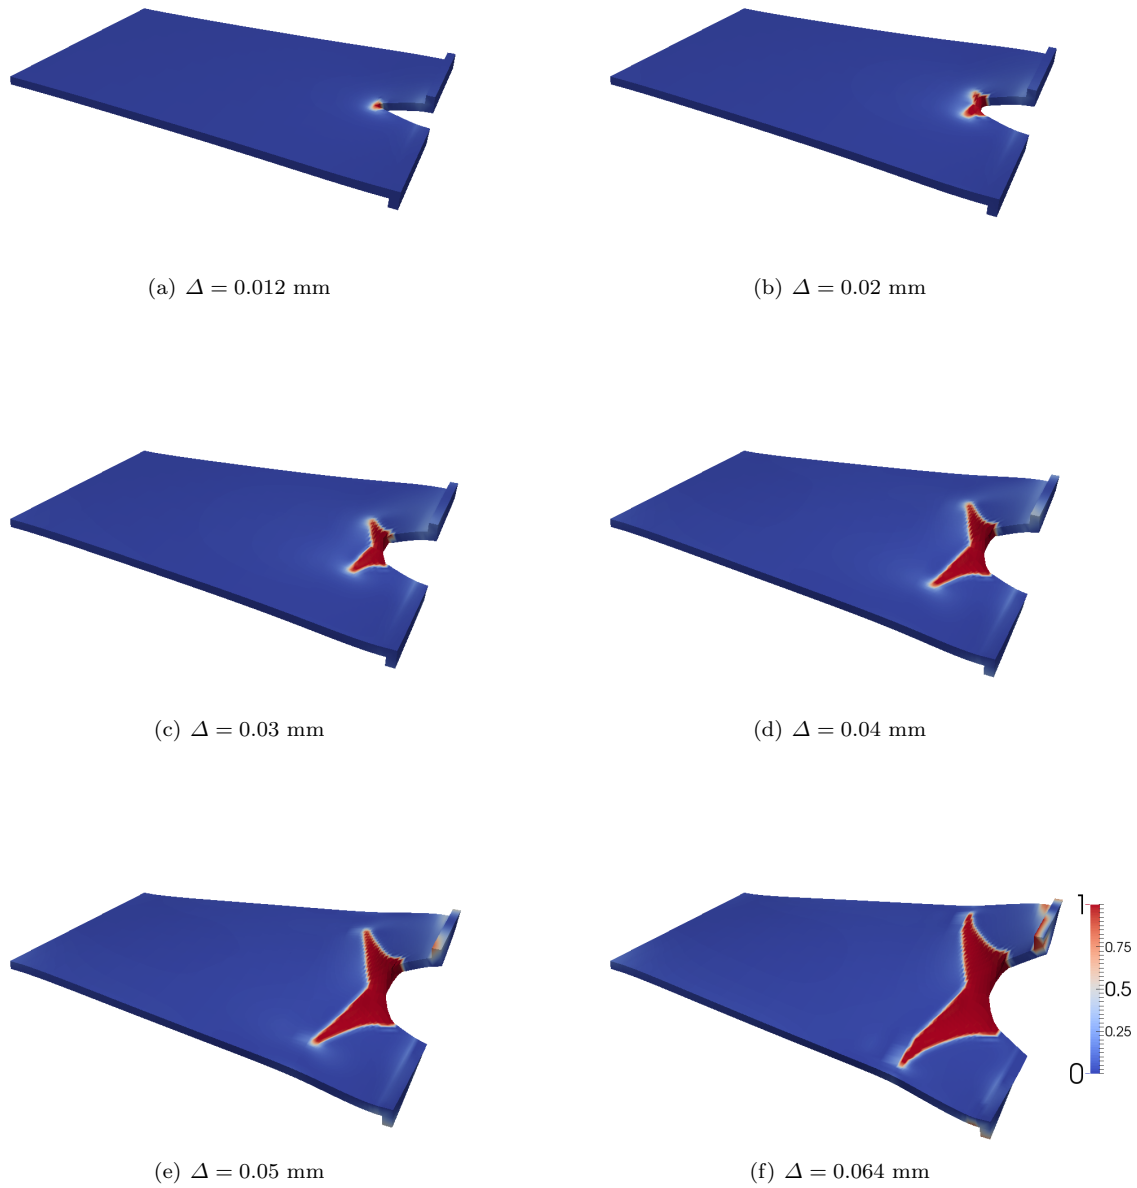 (a) Δ = 0.012 mm
(b) Δ = 0.02 mm
(c) Δ = 0.03 mm
(d) Δ = 0.04 mm
1
0.75
0.5
0.25
0
(e) Δ = 0.05 mm
(f) Δ = 0.064 mm